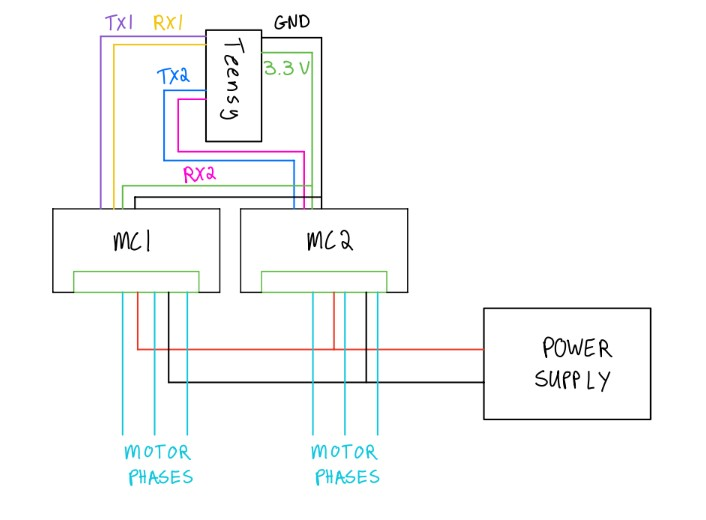 TX1 RX1 GND
Teensy
3.3 V
TX2
RX2
MC1 MC2
POWER
SUPPLY
MOTOR
PHASES
MOTOR
PHASES